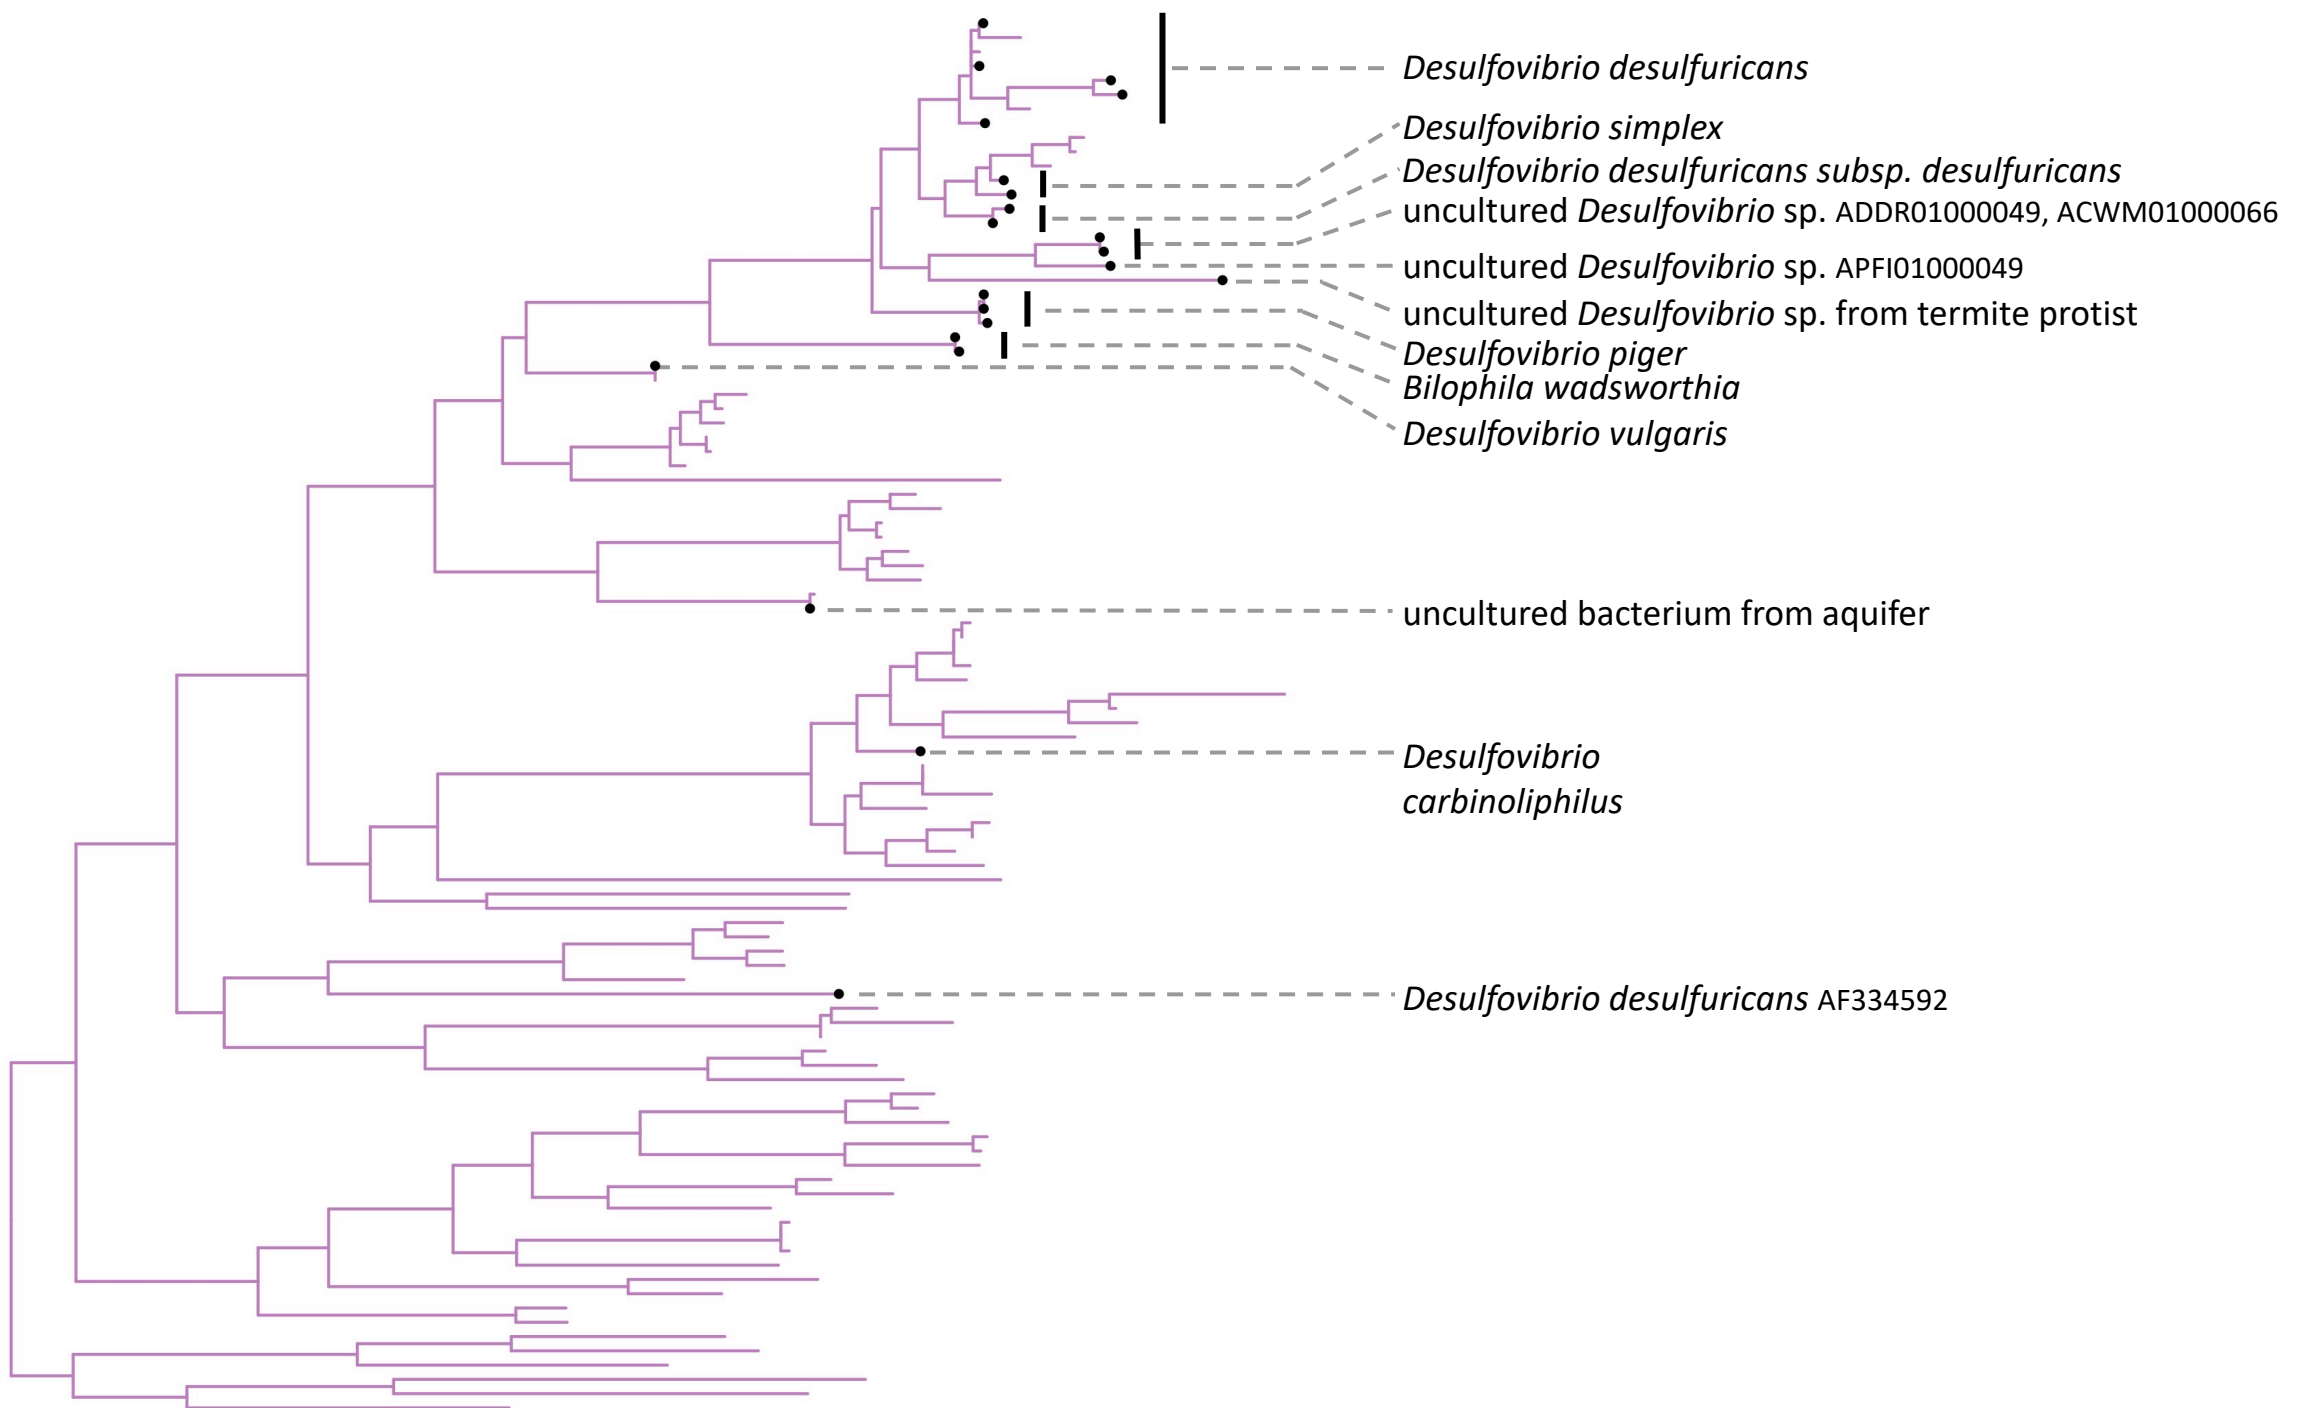 Desulfovibrio desulfuricans
Desulfovibrio simplex
Desulfovibrio desulfuricans subsp. desulfuricans
uncultured Desulfovibrio sp. ADDR01000049, ACWM01000066
uncultured Desulfovibrio sp. APFI01000049
uncultured Desulfovibrio sp. from termite protist
Desulfovibrio piger
Bilophila wadsworthia
Desulfovibrio vulgaris
uncultured bacterium from aquifer
Desulfovibrio
carbinoliphilus
Desulfovibrio desulfuricans AF334592